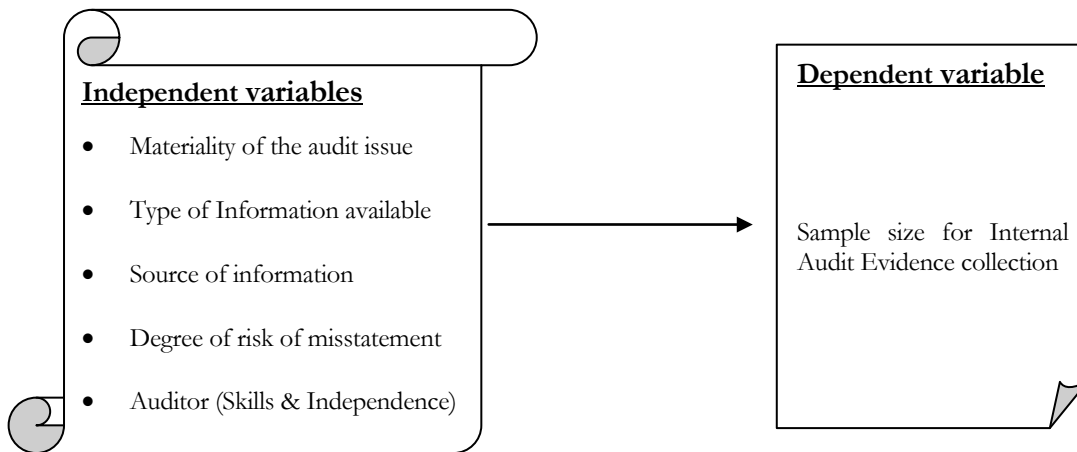 Independent variables
• Materiality of the audit issue
• Type of Information available
• Source of information
• Degree of risk of misstatement
• Auditor (Skills & Independence)
Dependent variable
Sample size for Internal
Audit Evidence collection